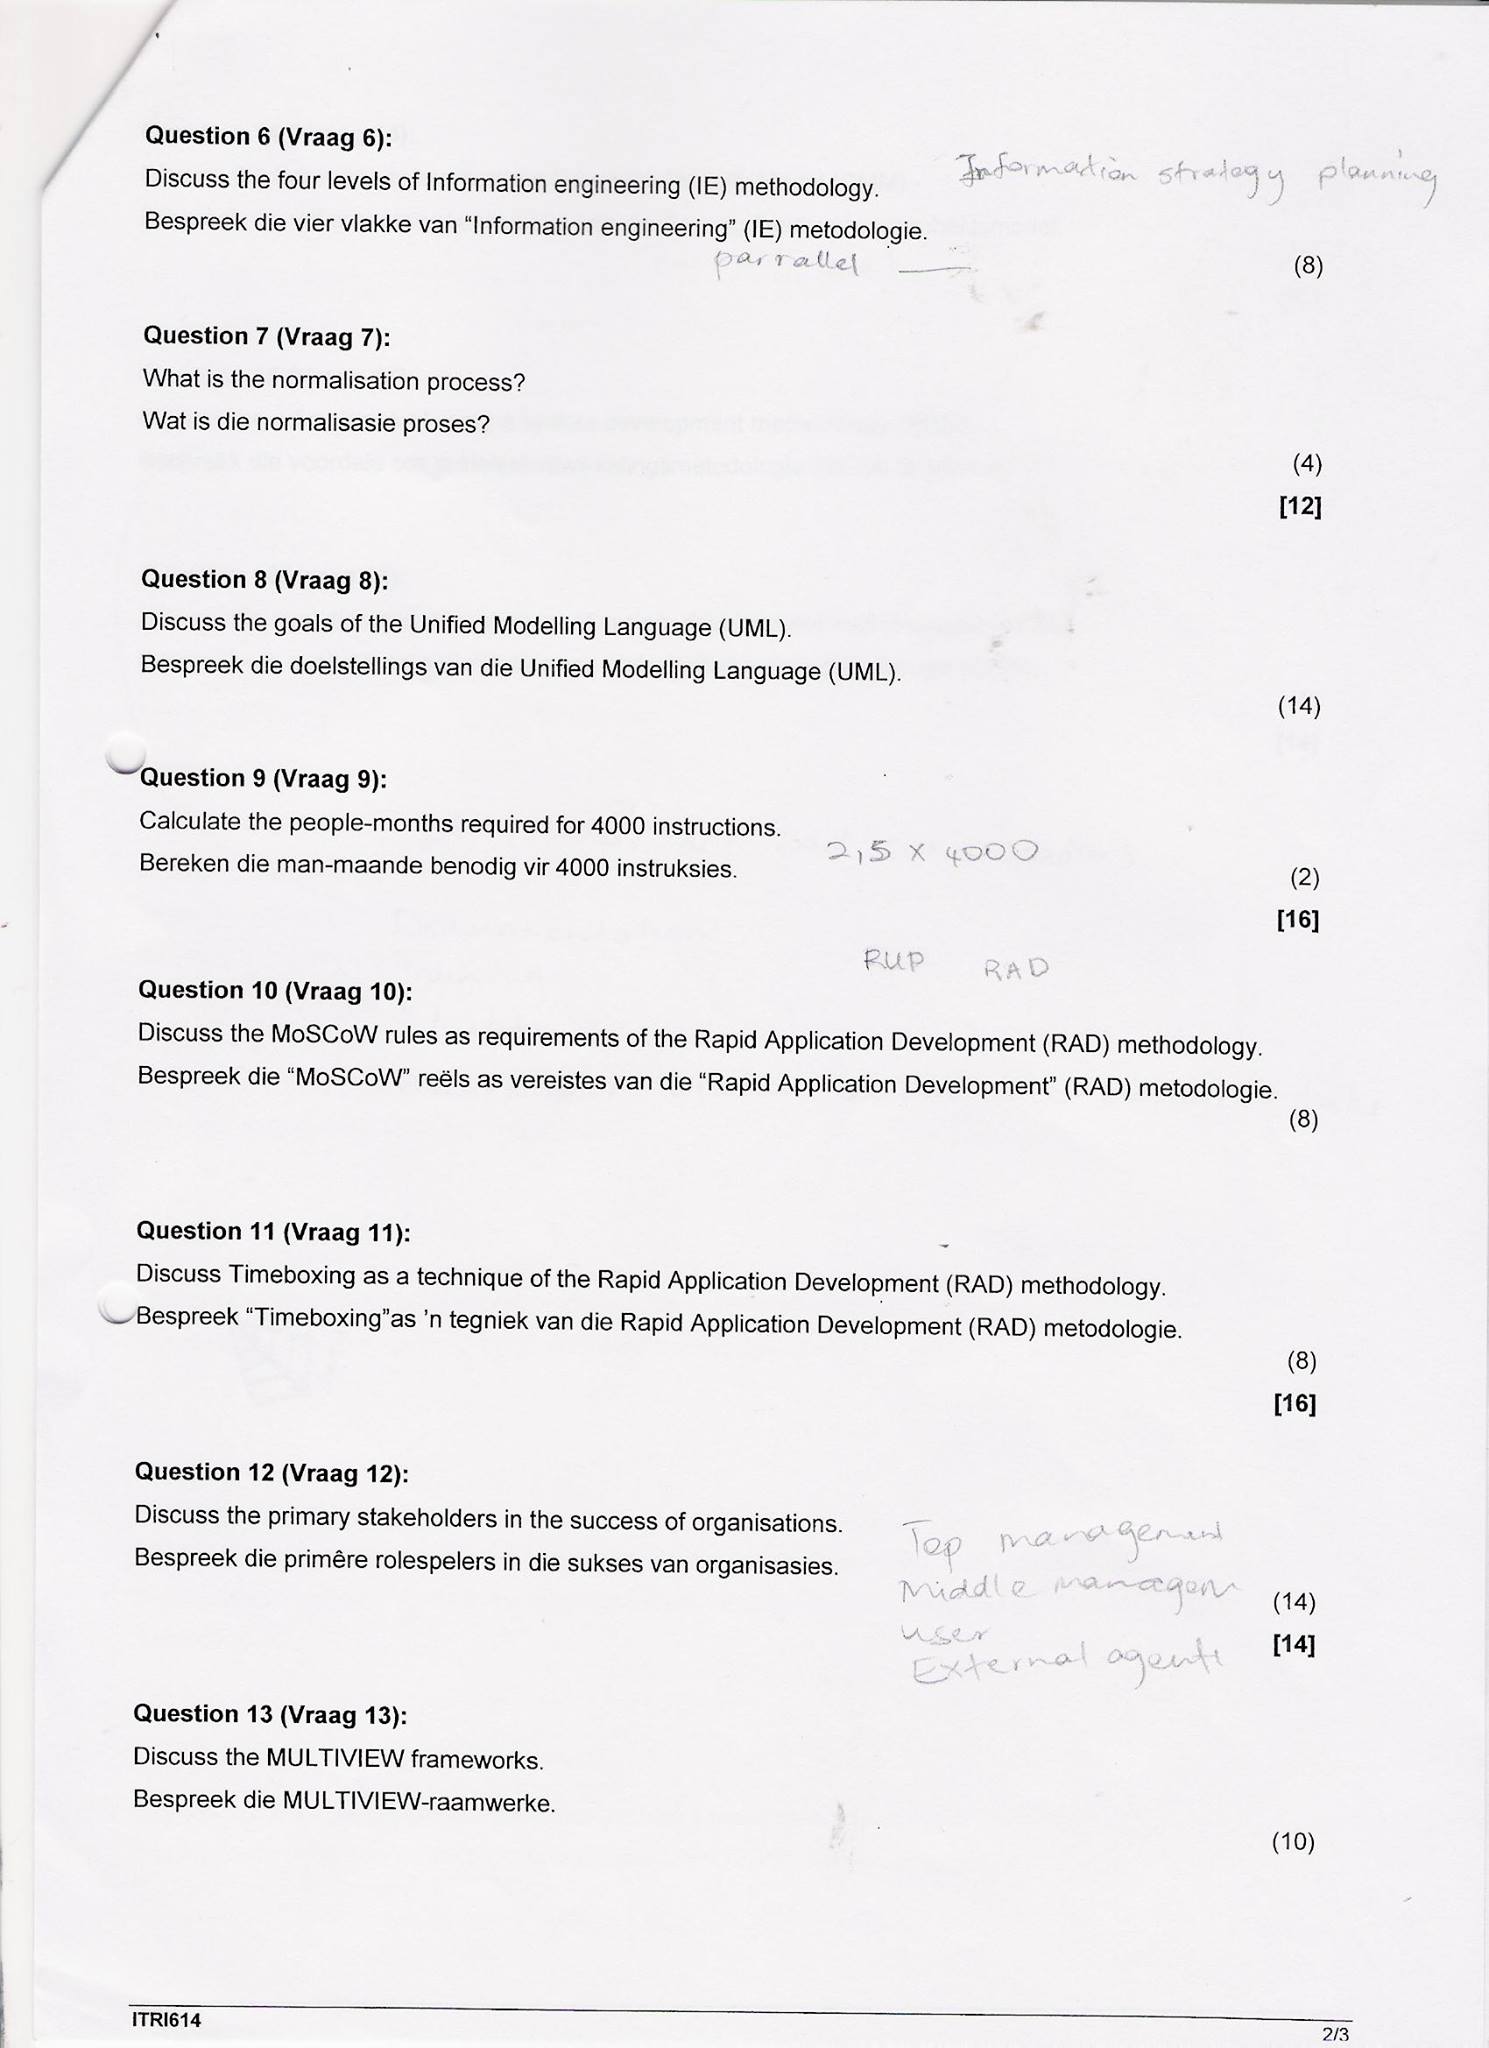 Question 6 (Vraag 6):
Discuss the four levels of Information engineering (IE) methodology.
Information strategy planning
Bespreek die vier vlakke van “Information engineering” (IE) metodologie.
parrallel
(8)
Question 7 (Vraag 7):
What is the normalisation process?
Wat is die normalisasie proses?
(4)
[12]
Question 8 (Vraag 8):
Discuss the goals of the Unified Modelling Language (UML).
Bespreek die doelstellings van die Unified Modelling Language (UML).
(14)
Question 9 (Vraag 9):
Calculate the people-months required for 4000 instructions.
2,5 x 4000
Bereken die man-maande benodig vir 4000 instruksies.
(2)
[16]
RUP RAD
Question 10 (Vraag 10):
Discuss the MoSCoW rules as requirements of the Rapid Application Development (RAD) methodology.
Bespreek die “MoSCoW” reëls as vereistes van die “Rapid Application Development” (RAD) metodologie.
(8)
Question 11 (Vraag 11):
Discuss Timeboxing as a technique of the Rapid Application Development (RAD) methodology.
Bespreek “Timeboxing”as ’n tegniek van die Rapid Application Development (RAD) metodologie.
(8)
[16]
Question 12 (Vraag 12):
Discuss the primary stakeholders in the success of organisations.
Top management
Bespreek die primêre rolespelers in die sukses van organisasies.
Middle managem
(14)
user
[14]
External agents
Question 13 (Vraag 13):
Discuss the MULTIVIEW frameworks.
Bespreek die MULTIVIEW-raamwerke.
(10)
ITRI614
2/3